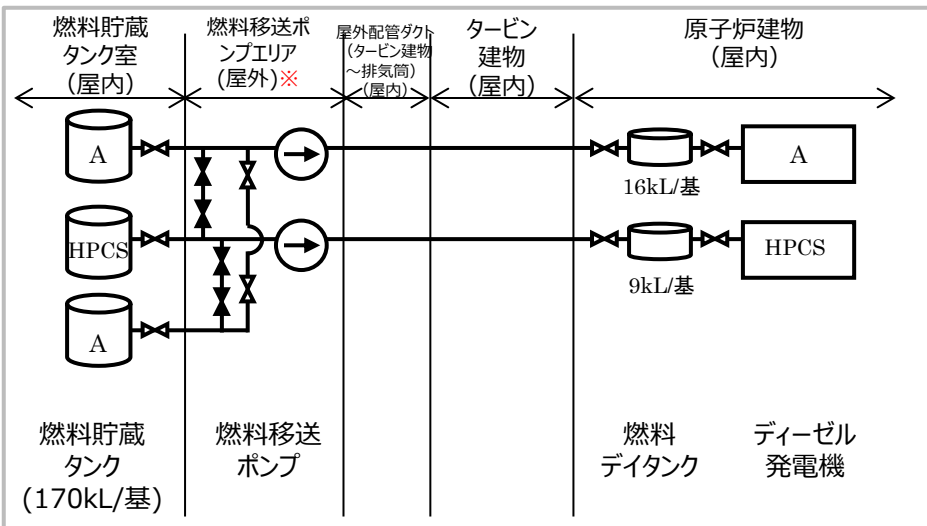 燃料貯蔵
タンク室
(屋内)
燃料移送ポ
ンプエリア
(屋外)※
屋外配管ダクト
(タービン建物
～排気筒)
(屋内)
タービン
建物
(屋内)
原子炉建物
(屋内)
A
16kL/基
A
HPCS
9kL/基
HPCS
A
燃料貯蔵
タンク
(170kL/基)
燃料移送
ポンプ
燃料
デイタンク
ディーゼル
発電機